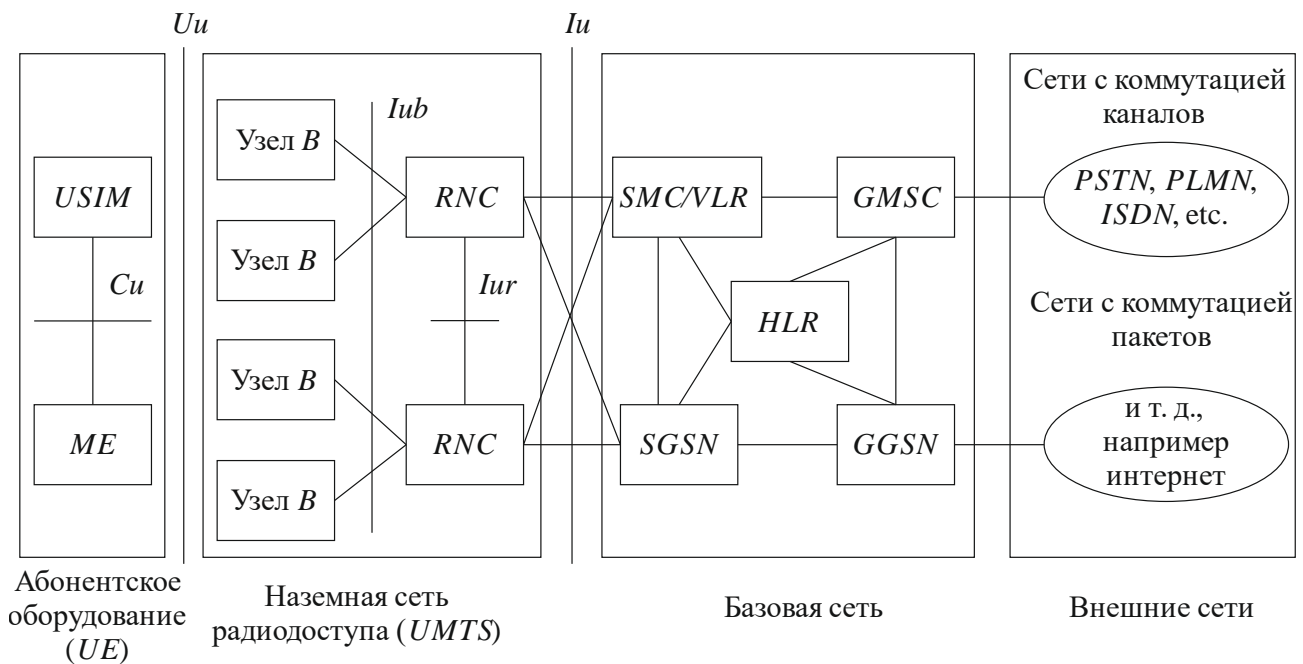 Uu
Iu
Iub
Узел B
Узел B
Узел B
Узел B
USIM
Cu
ME
RNC
Iur
RNC
SMC/VLR
GMSC
HLR
SGSN
GGSN
Сети с коммутацией
каналов
PSTN, PLMN,
ISDN, etc.
Сети с коммутацией
пакетов
и т. д.,
например
интернет
Абонентское
оборудование
(UE)
Наземная сеть
радиодоступа (UMTS)
Базовая сеть
Внешние сети